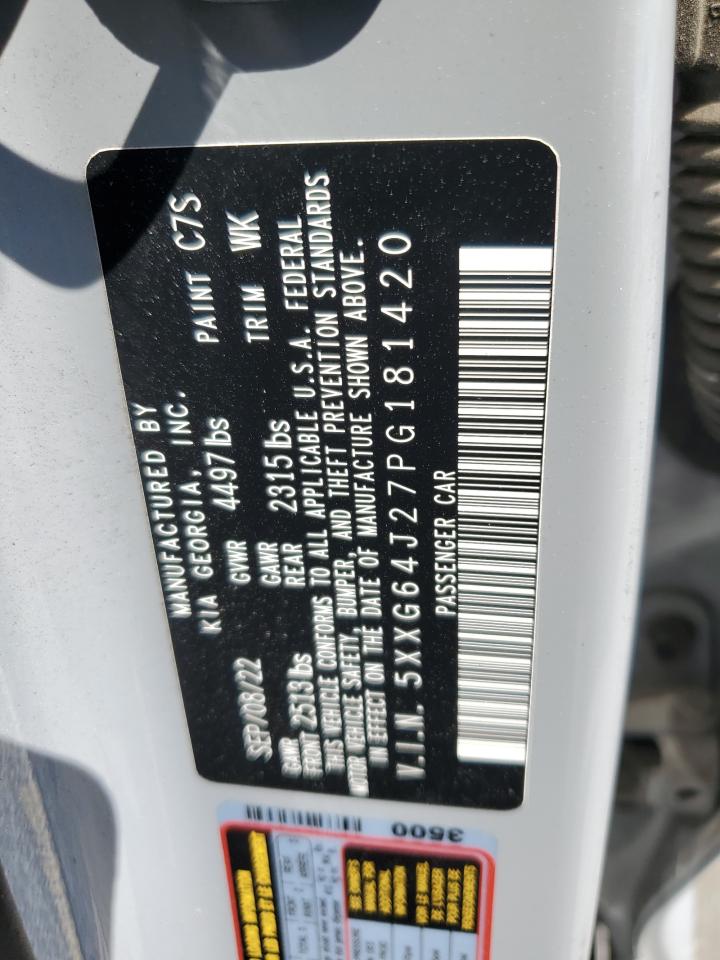 MANUFACTURED BY
KIA GEORGIA, INC.
SEP/08/22 GVWR 4497lbs PAINT C7S
GAWR FRONT 2513lbs GAWR REAR 2315lbs TRIM WK
THIS VEHICLE CONFORMS TO ALL APPLICABLE U.S.A. FEDERAL
MOTOR VEHICLE SAFETY, BUMPER, AND THEFT PREVENTION STANDARDS
IN EFFECT ON THE DATE OF MANUFACTURE SHOWN ABOVE.
V.I.N. 5XXG64J27PG181420
PASSENGER CAR
3500